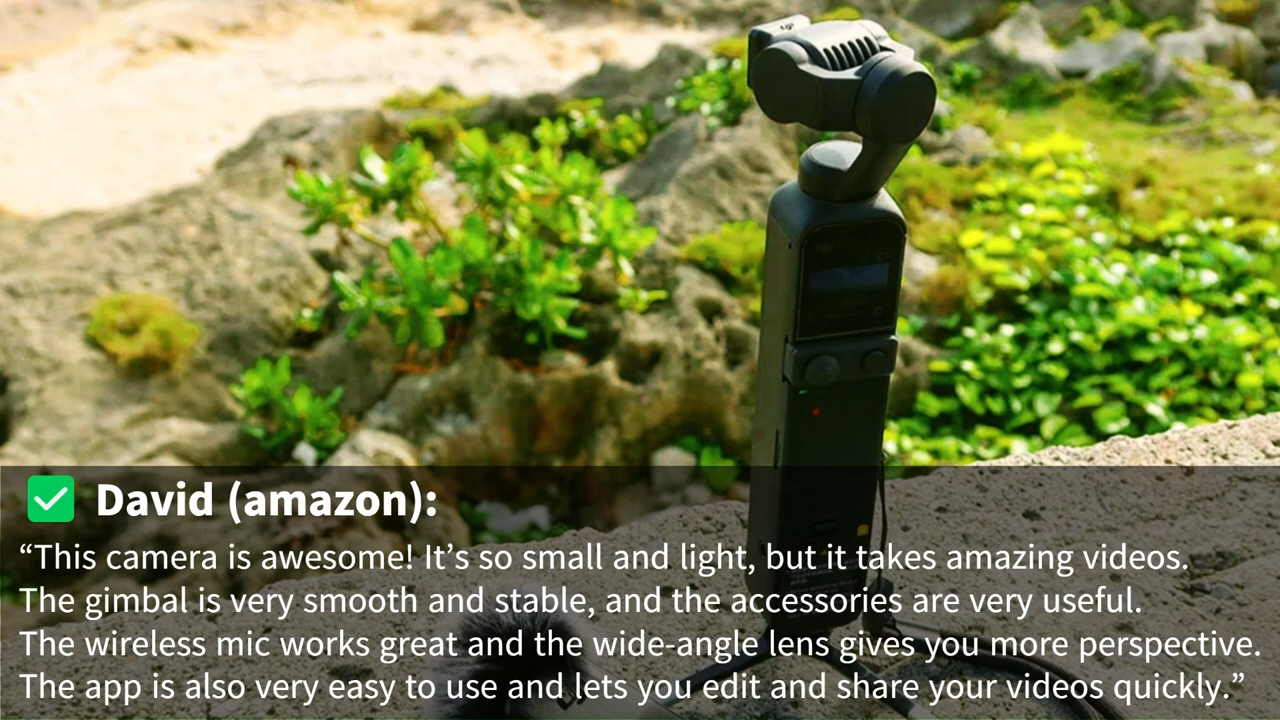 David (amazon):
“This camera is awesome! It’s so small and light, but it takes amazing videos.
The gimbal is very smooth and stable, and the accessories are very useful.
The wireless mic works great and the wide-angle lens gives you more perspective.
The app is also very easy to use and lets you edit and share your videos quickly.”